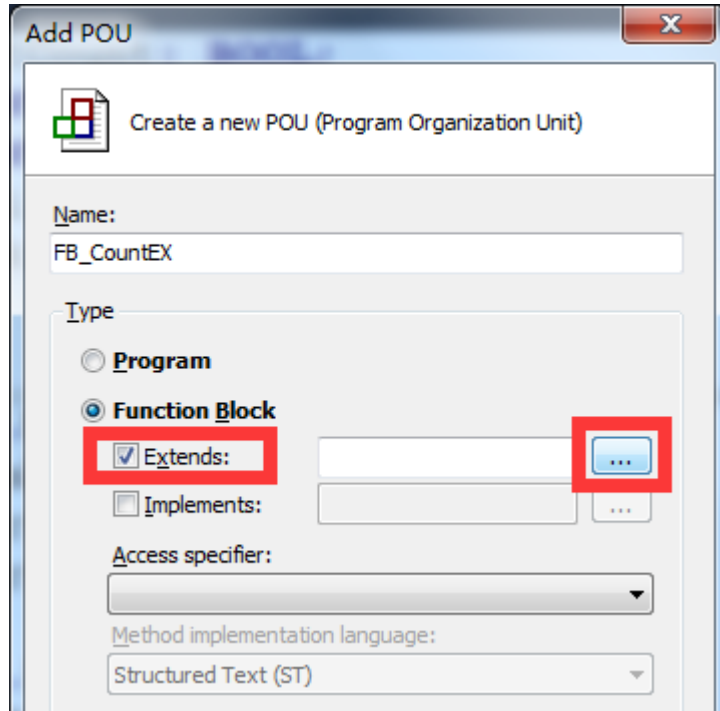 Add POU
Create a new POU (Program Organization Unit)
Name:
FB_CountEX
Type
Program
Function Block
Extends:
...
Implements:
...
Access specifier:
Method implementation language:
Structured Text (ST)